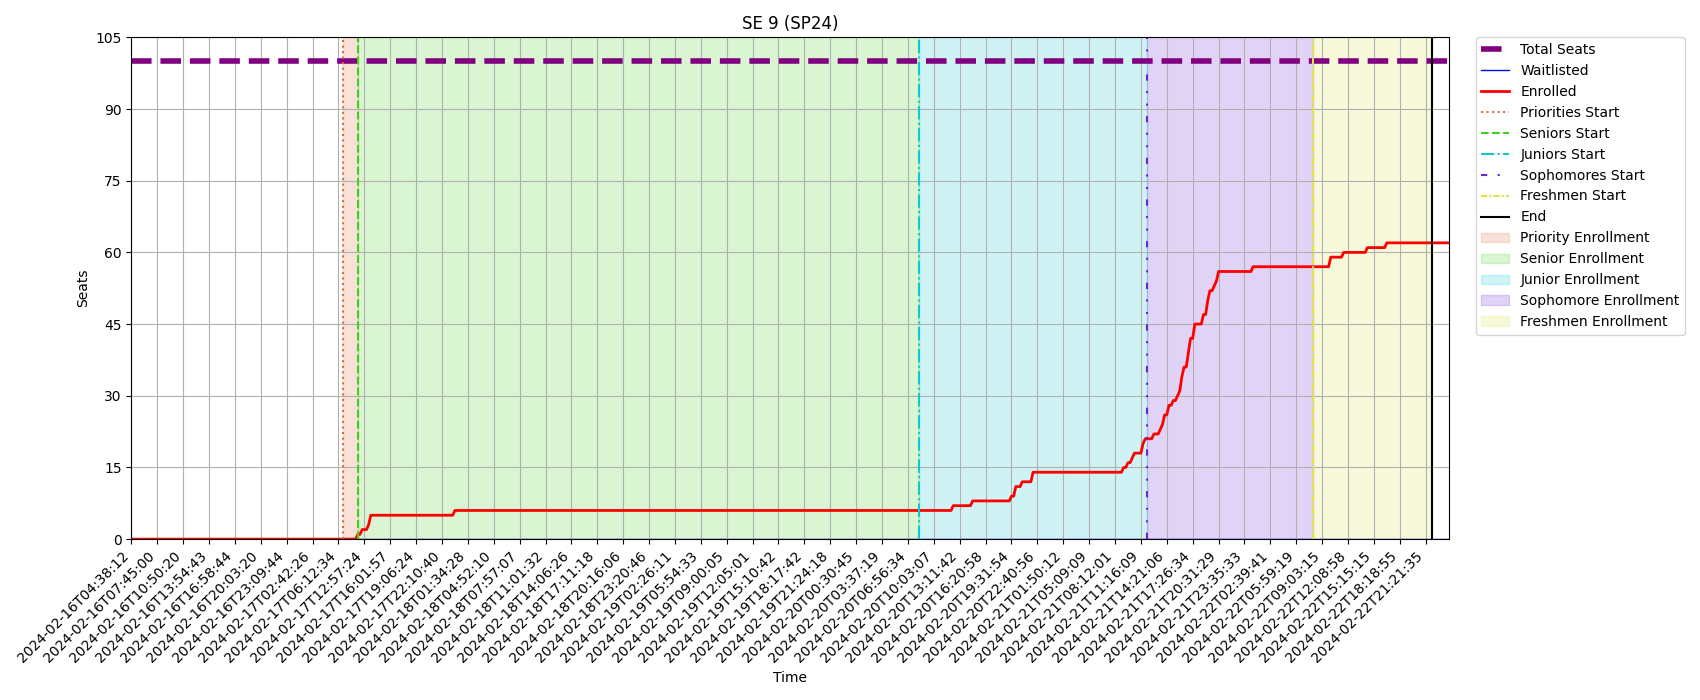 SE 9 (SP24)
105
90
75
60
45
30
15
0
Seats
2024-02-16T04:38:12
2024-02-16T07:45:00
2024-02-16T10:50:20
2024-02-16T13:54:43
2024-02-16T16:58:44
2024-02-16T20:03:20
2024-02-16T23:09:44
2024-02-17T02:42:26
2024-02-17T06:12:34
2024-02-17T12:57:24
2024-02-17T16:01:57
2024-02-17T19:06:24
2024-02-17T22:10:40
2024-02-18T01:34:28
2024-02-18T04:52:10
2024-02-18T07:57:07
2024-02-18T11:01:32
2024-02-18T14:06:26
2024-02-18T17:11:18
2024-02-18T20:16:06
2024-02-18T23:20:46
2024-02-19T02:26:11
2024-02-19T05:54:33
2024-02-19T09:00:05
2024-02-19T12:05:01
2024-02-19T15:10:42
2024-02-19T18:17:42
2024-02-19T21:24:18
2024-02-20T00:30:45
2024-02-20T03:37:19
2024-02-20T06:56:34
2024-02-20T10:03:07
2024-02-20T13:11:42
2024-02-20T16:20:58
2024-02-20T19:31:54
2024-02-20T22:40:56
2024-02-21T01:50:12
2024-02-21T05:09:09
2024-02-21T08:12:01
2024-02-21T11:16:09
2024-02-21T14:21:06
2024-02-21T17:26:34
2024-02-21T20:31:29
2024-02-21T23:35:33
2024-02-22T02:39:41
2024-02-22T05:59:19
2024-02-22T09:03:15
2024-02-22T12:08:58
2024-02-22T15:15:15
2024-02-22T18:18:55
2024-02-22T21:21:35
Time
Total Seats
Waitlisted
Enrolled
Priorities Start
Seniors Start
Juniors Start
Sophomores Start
Freshmen Start
End
Priority Enrollment
Senior Enrollment
Junior Enrollment
Sophomore Enrollment
Freshmen Enrollment